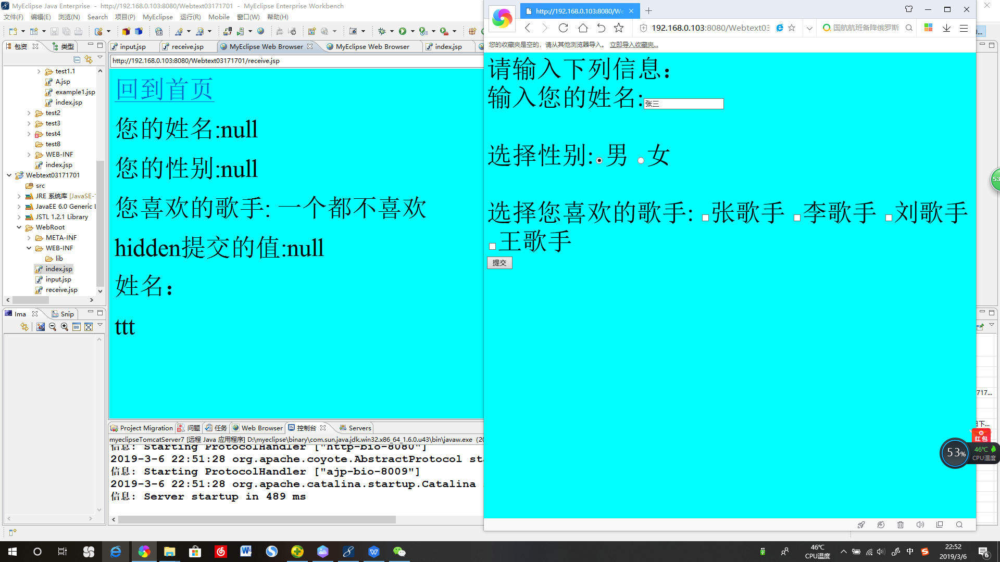 MyEclipse Java Enterprise - http://192.168.0.103:8080/Webtext03171701 - MyEclipse Enterprise Workbench
文件(F) 编辑(E) 浏览(N) Search 项目(P) MyEclipse 运行(R) Mobile 窗口(W) 帮助(H)
包资
类型
test1.1
A.jsp
example1.jsp
index.jsp
test2
test3
test4
test8
WEB-INF
index.jsp
Webtext03171701
src
JRE 系统库 [JavaSE-
JavaEE 6.0 Generic L
JSTL 1.2.1 Library
WebRoot
META-INF
WEB-INF
lib
index.jsp
input.jsp
receive.jsp
Ima
Snip
input.jsp
receive.jsp
MyEclipse Web Browser
MyEclipse Web Browser
index.jsp
http://192.168.0.103:8080/Webtext03171701/receive.jsp
回到首页
您的姓名:null
您的性别:null
您喜欢的歌手: 一个都不喜欢
hidden提交的值:null
姓名：
ttt
Project Migration
问题
任务
Web Browser
控制台
Servers
myeclipseTomcatServer7 [远程 Java 应用程序] D:\myeclipse\binary\com.sun.java.jdk.win32.x86_64_1.6.0.u43\bin\javaw.exe (20
信息: Starting ProtocolHandler ["http-bio-8080"]
2019-3-6 22:51:28 org.apache.coyote.AbstractProtocol sta
信息: Starting ProtocolHandler ["ajp-bio-8009"]
2019-3-6 22:51:28 org.apache.catalina.startup.Catalina
信息: Server startup in 489 ms
http://192.168.0.103:8080/We
192.168.0.103:8080/Webtext03
国航航班备降俄罗斯
您的收藏夹是空的，请从其他浏览器导入。 立即导入收藏夹...
请输入下列信息：
输入您的姓名:张三
选择性别:男 女
选择您喜欢的歌手: 张歌手 李歌手 刘歌手
王歌手
提交
53
717...
日下...
红包
53%
46℃
CPU温度
46℃
CPU温度
中
22:52
2019/3/6
6